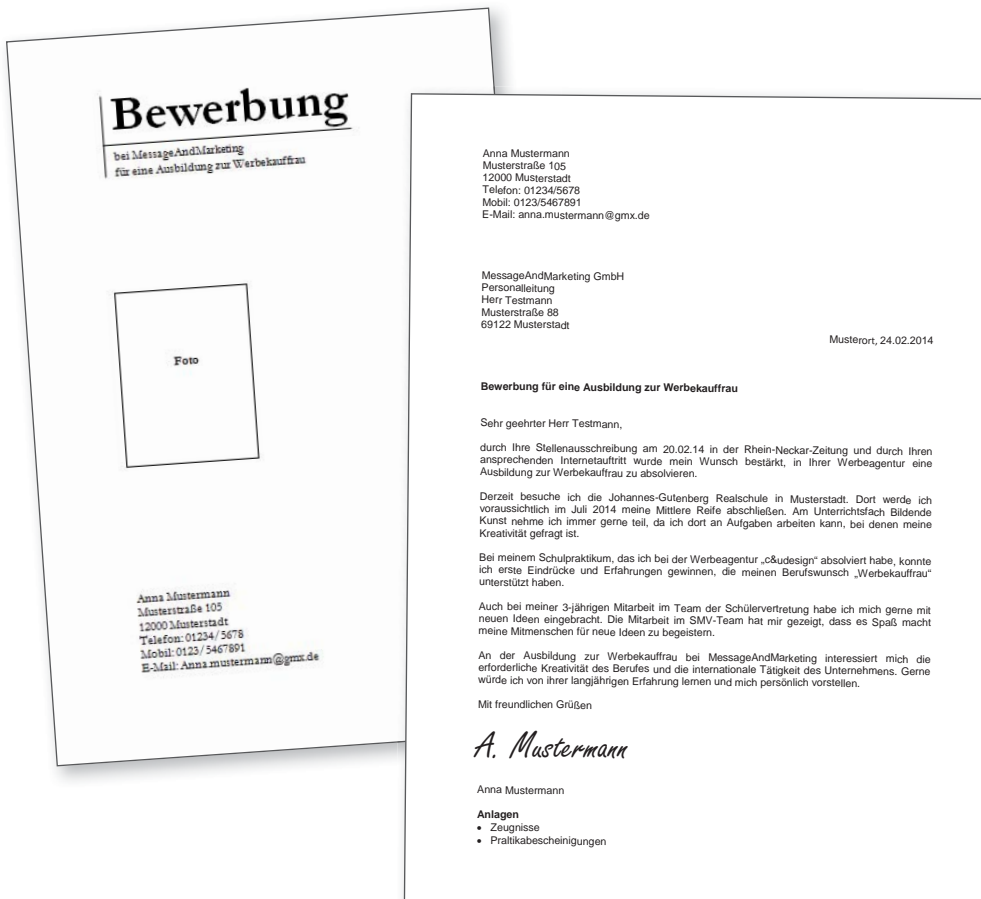 Bewerbung
bei MessageAndMarketing
für eine Ausbildung zur Werbekauffrau
Foto
Anna Mustermann
Musterstraße 105
12000 Musterstadt
Telefon: 01234/5678
Mobil: 0123/5467891
E-Mail: Anna.mustermann@gmx.de
Anna Mustermann
Musterstraße 105
12000 Musterstadt
Telefon: 01234/5678
Mobil: 0123/5467891
E-Mail: anna.mustermann@gmx.de
MessageAndMarketing GmbH
Personalleitung
Herr Testmann
Musterstraße 88
69122 Musterstadt
Musterort, 24.02.2014
Bewerbung für eine Ausbildung zur Werbekauffrau
Sehr geehrter Herr Testmann,
durch Ihre Stellenausschreibung am 20.02.14 in der Rhein-Neckar-Zeitung und durch Ihren
ansprechenden Internetauftritt wurde mein Wunsch bestärkt, in Ihrer Werbeagentur eine
Ausbildung zur Werbekauffrau zu absolvieren.
Derzeit besuche ich die Johannes-Gutenberg Realschule in Musterstadt. Dort werde ich
voraussichtlich im Juli 2014 meine Mittlere Reife abschließen. Am Unterrichtsfach Bildende
Kunst nehme ich immer gerne teil, da ich dort an Aufgaben arbeiten kann, bei denen meine
Kreativität gefragt ist.
Bei meinem Schulpraktikum, das ich bei der Werbeagentur „c&udesign“ absolviert habe, konnte
ich erste Eindrücke und Erfahrungen gewinnen, die meinen Berufswunsch „Werbekauffrau“
unterstützt haben.
Auch bei meiner 3-jährigen Mitarbeit im Team der Schülervertretung habe ich mich gerne mit
neuen Ideen eingebracht. Die Mitarbeit im SMV-Team hat mir gezeigt, dass es Spaß macht
meine Mitmenschen für neue Ideen zu begeistern.
An der Ausbildung zur Werbekauffrau bei MessageAndMarketing interessiert mich die
erforderliche Kreativität des Berufes und die internationale Tätigkeit des Unternehmens. Gerne
würde ich von ihrer langjährigen Erfahrung lernen und mich persönlich vorstellen.
Mit freundlichen Grüßen
A. Mustermann
Anna Mustermann
Anlagen
• Zeugnisse
• Praltikabescheinigungen